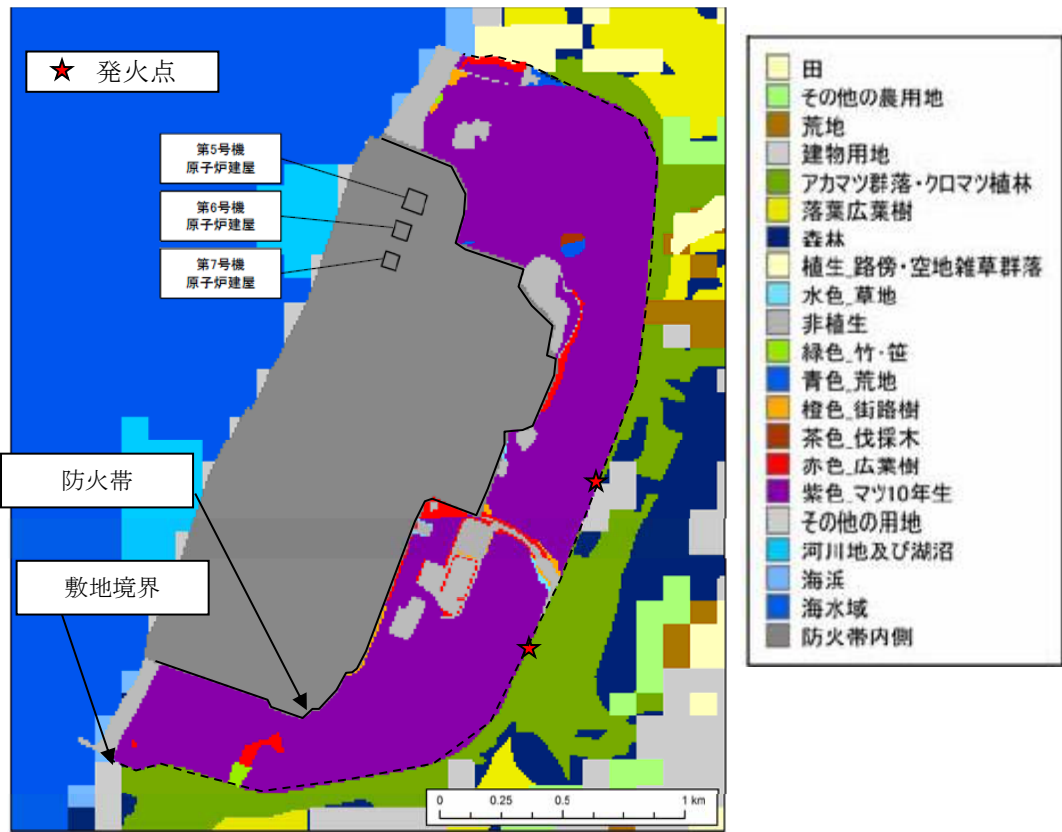 発火点
第5号機
原子炉建屋
第6号機
原子炉建屋
第7号機
原子炉建屋
防火帯
敷地境界
0 0.25 0.5 1 km
田
その他の農用地
荒地
建物用地
アカマツ群落・クロマツ植林
落葉広葉樹
森林
植生_路傍・空地雑草群落
水色_草地
非植生
緑色_竹・笹
青色_荒地
橙色_街路樹
茶色_伐採木
赤色_広葉樹
紫色_マツ10年生
その他の用地
河川地及び湖沼
海浜
海水域
防火帯内側